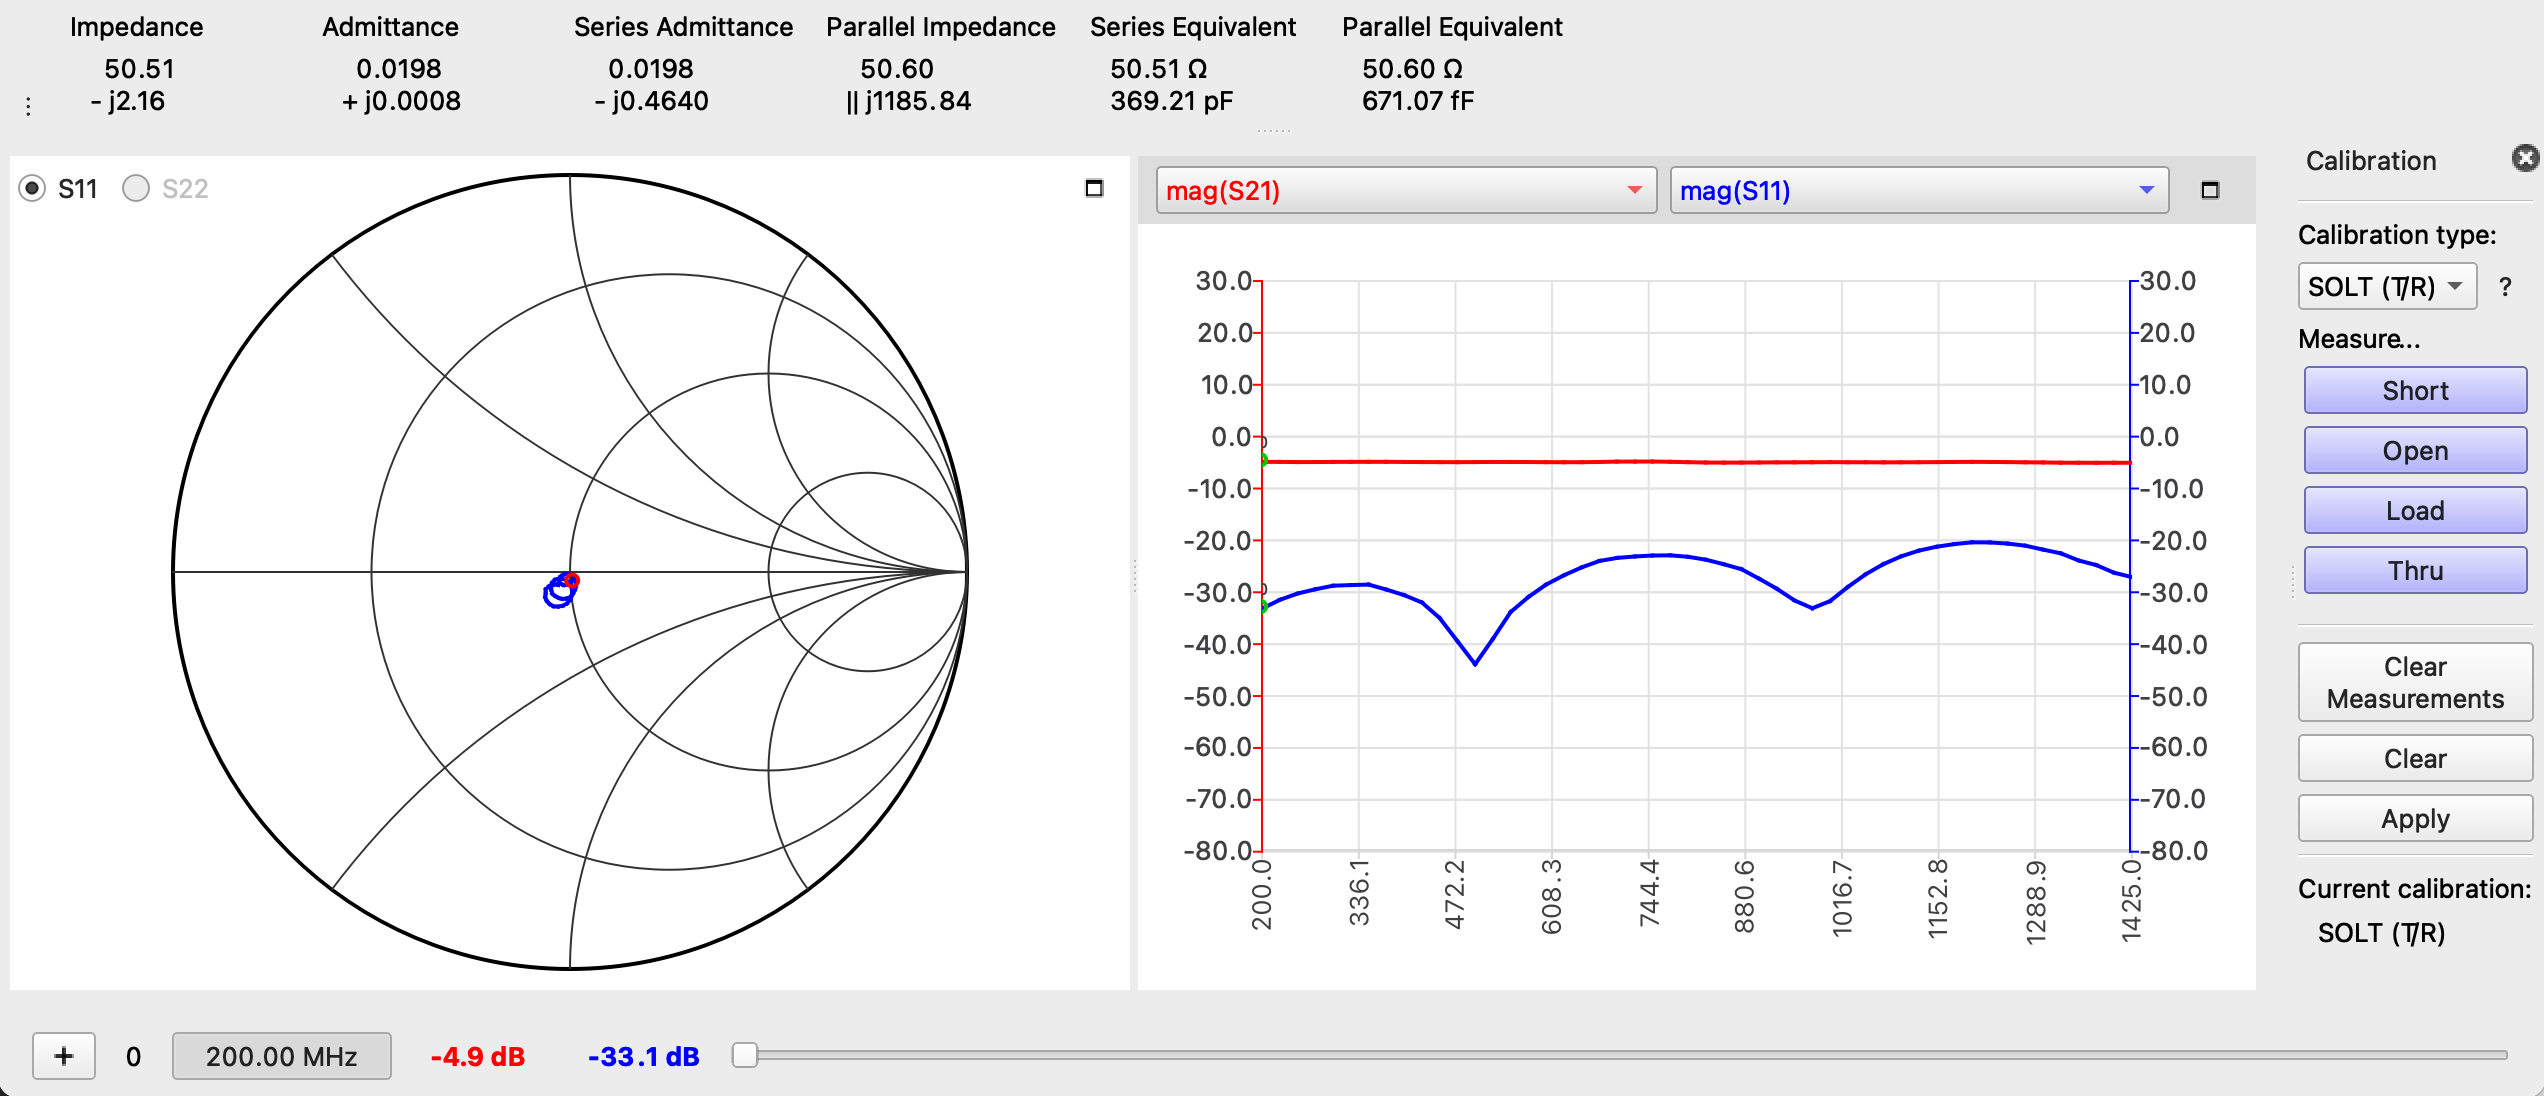 Impedance Admittance Series Admittance Parallel Impedance Series Equivalent Parallel Equivalent
50.51 0.0198 0.0198 50.60 50.51 Ω 50.60 Ω
- j2.16 + j0.0008 - j0.4640 || j1185.84 369.21 pF 671.07 fF
S11 S22
mag(S21) mag(S11)
30.0 30.0
20.0 20.0
10.0 10.0
0.0 0 0.0
-10.0 -10.0
-20.0 -20.0
-30.0 0 -30.0
-40.0 -40.0
-50.0 -50.0
-60.0 -60.0
-70.0 -70.0
-80.0 -80.0
200.0 336.1 472.2 608.3 744.4 880.6 1016.7 1152.8 1288.9 1425.0
Calibration
Calibration type:
SOLT (T/R) ?
Measure...
Short
Open
Load
Thru
Clear
Measurements
Clear
Apply
Current calibration:
SOLT (T/R)
+ 0 200.00 MHz -4.9 dB -33.1 dB